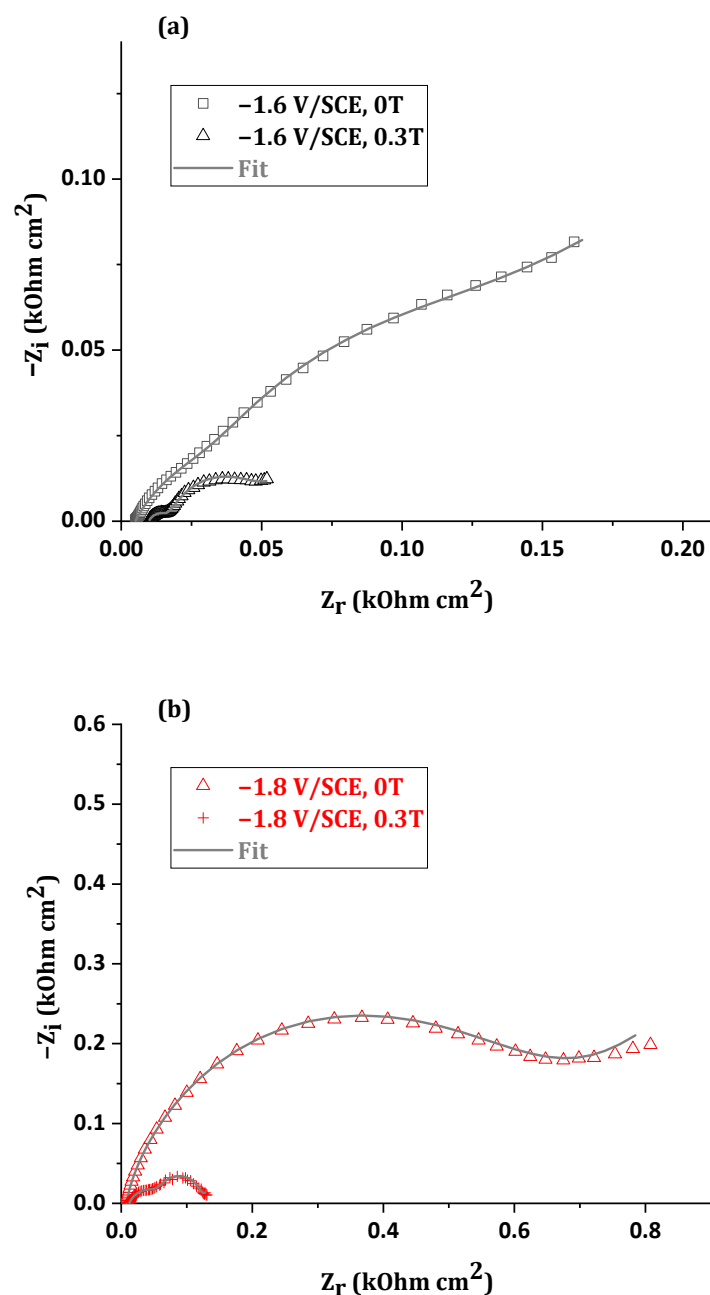 (a)
−1.6 V/SCE, 0T
−1.6 V/SCE, 0.3T
Fit
0.10
0.05
0.00
−Zi (kOhm cm2)
0.00 0.05 0.10 0.15 0.20
Zr (kOhm cm2)
(b)
0.6
−1.8 V/SCE, 0T
−1.8 V/SCE, 0.3T
Fit
0.5
0.4
0.3
0.2
0.1
0.0
−Zi (kOhm cm2)
0.0 0.2 0.4 0.6 0.8
Zr (kOhm cm2)